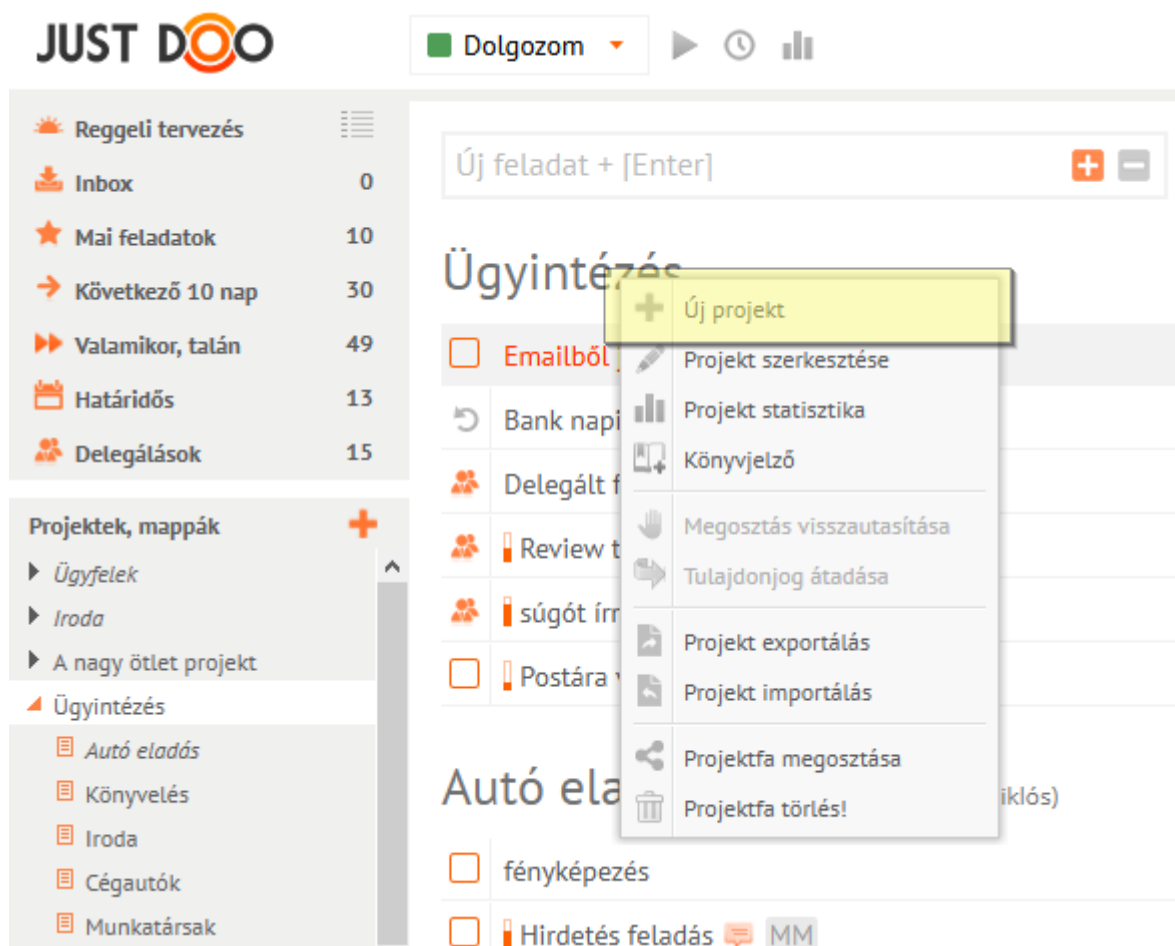 JUST DOO
Dolgozom
Reggeli tervezés
Inbox 0
Mai feladatok 10
Következő 10 nap 30
Valamikor, talán 49
Határidős 13
Delegálások 15
Projektek, mappák
Ügyfelek
Iroda
A nagy ötlet projekt
Ügyintézés
Autó eladás
Könyvelés
Iroda
Cégautók
Munkatársak
Új feladat + [Enter]
Ügyintézés
Emailből
Bank napi
Delegált f
Review t
súgót írr
Postára
Új projekt
Projekt szerkesztése
Projekt statisztika
Könyvjelző
Megosztás visszautasítása
Tulajdonjog átadása
Projekt exportálás
Projekt importálás
Projektfa megosztása
Projektfa törlés!
Autó ela iklós)
fényképezés
Hirdetés feladás MM